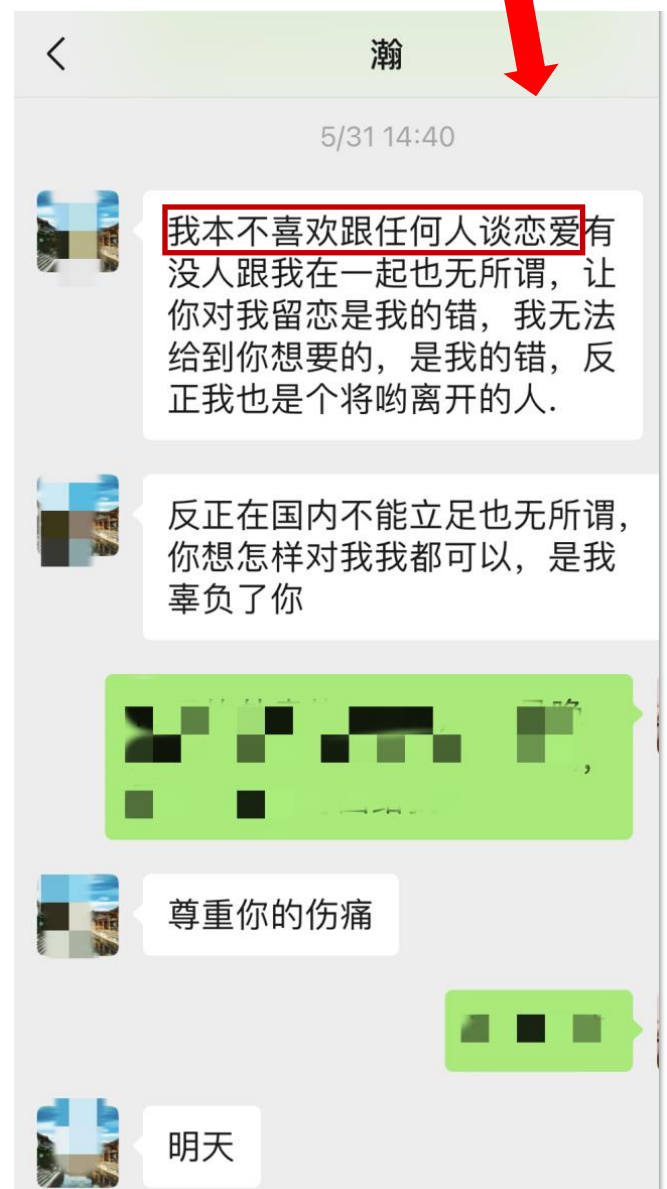 瀚
5/31 14:40
我本不喜欢跟任何人谈恋爱有
没人跟我在一起也无所谓，让
你对我留恋是我的错，我无法
给到你想要的，是我的错，反
正我也是个将哟离开的人.
反正在国内不能立足也无所谓，
你想怎样对我我都可以，是我
辜负了你
尊重你的伤痛
明天